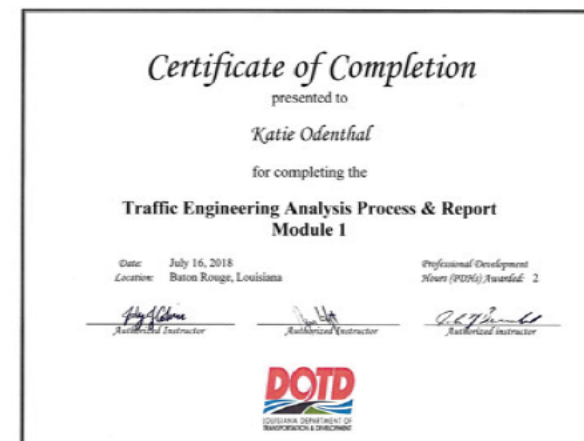 Certificate of Completion
presented to
Katie Odenthal
for completing the
Traffic Engineering Analysis Process & Report
Module 1
Date: July 16, 2018
Location: Baton Rouge, Louisiana
Professional Development
Hours (PDHs) Awarded: 2
Authorized Instructor
Authorized Instructor
Authorized instructor
DOTD
LOUISIANA DEPARTMENT OF
TRANSPORTATION & DEVELOPMENT